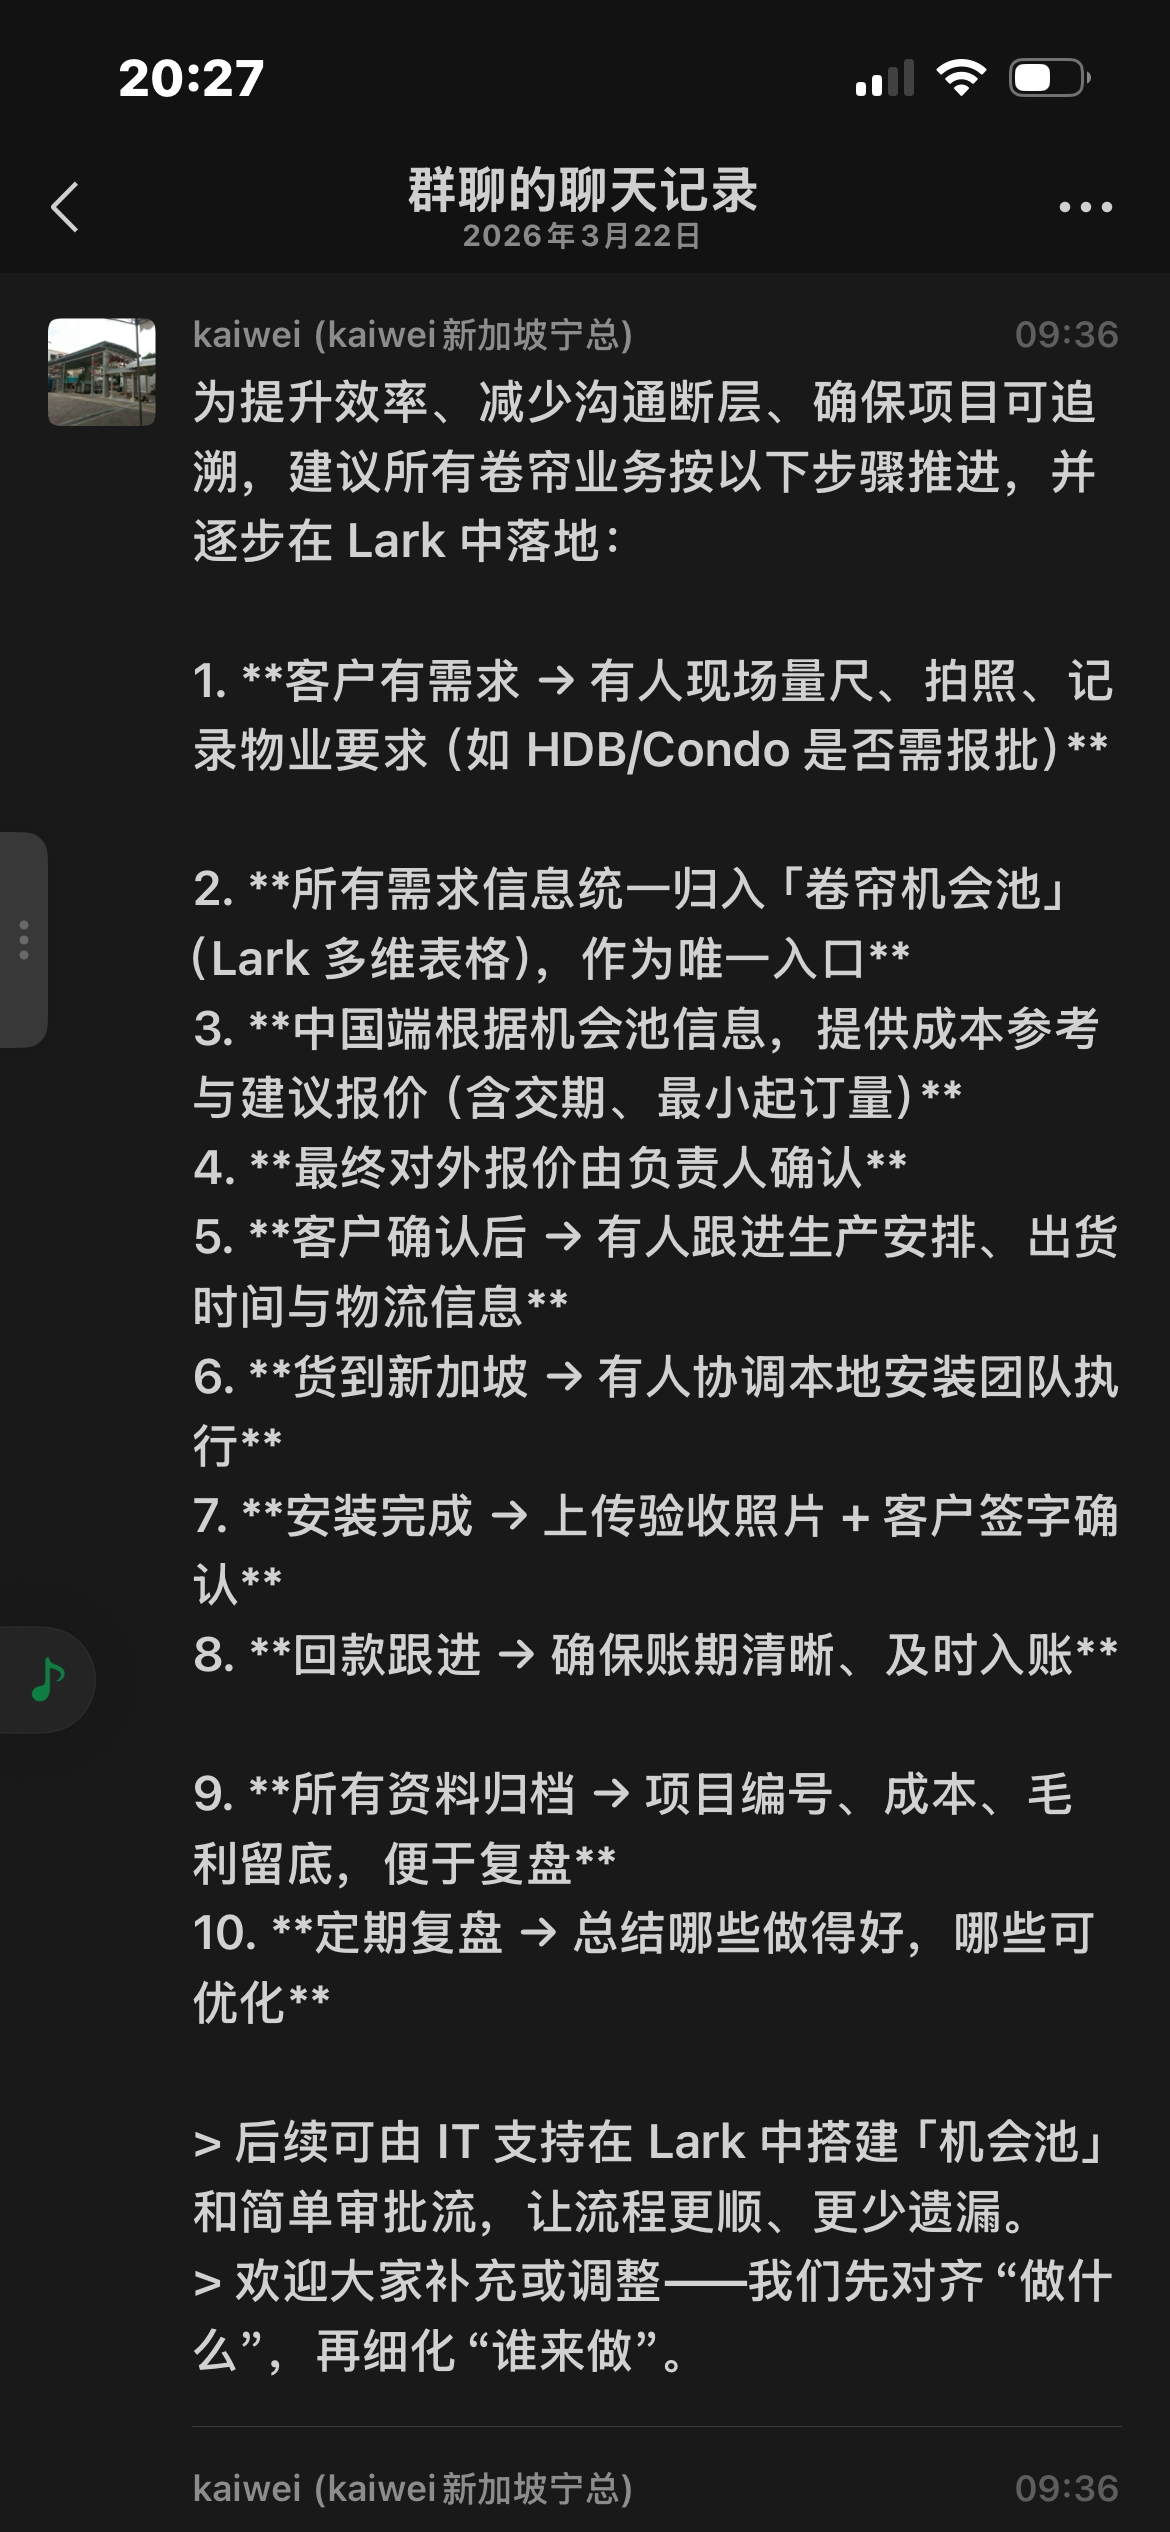 20:27
群聊的聊天记录
2026年3月22日
kaiwei (kaiwei新加坡宁总)
09:36
为提升效率、减少沟通断层、确保项目可追
溯，建议所有卷帘业务按以下步骤推进，并
逐步在 Lark 中落地：
1. **客户有需求 → 有人现场量尺、拍照、记
录物业要求（如 HDB/Condo 是否需报批）**
2. **所有需求信息统一归入「卷帘机会池」
（Lark 多维表格），作为唯一入口**
3. **中国端根据机会池信息，提供成本参考
与建议报价（含交期、最小起订量）**
4. **最终对外报价由负责人确认**
5. **客户确认后 → 有人跟进生产安排、出货
时间与物流信息**
6. **货到新加坡 → 有人协调本地安装团队执
行**
7. **安装完成 → 上传验收照片 + 客户签字确
认**
8. **回款跟进 → 确保账期清晰、及时入账**
9. **所有资料归档 → 项目编号、成本、毛
利留底，便于复盘**
10. **定期复盘 → 总结哪些做得好，哪些可
优化**
> 后续可由 IT 支持在 Lark 中搭建「机会池」
和简单审批流，让流程更顺、更少遗漏。
> 欢迎大家补充或调整——我们先对齐 “做什
么”，再细化 “谁来做”。
kaiwei (kaiwei新加坡宁总)
09:36